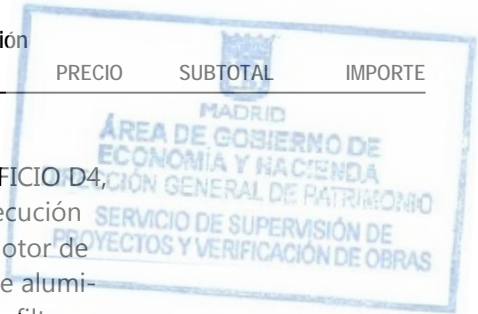 ión
PRECIO SUBTOTAL IMPORTE
MADRID
ÁREA DE GOBIERNO DE
ECONOMÍA Y HACIENDA
DIRECCIÓN GENERAL DE PATRIMONIO
SERVICIO DE SUPERVISIÓN DE
PROYECTOS Y VERIFICACIÓN DE OBRAS
FICIO D4,
ecución
otor de
e alumi-